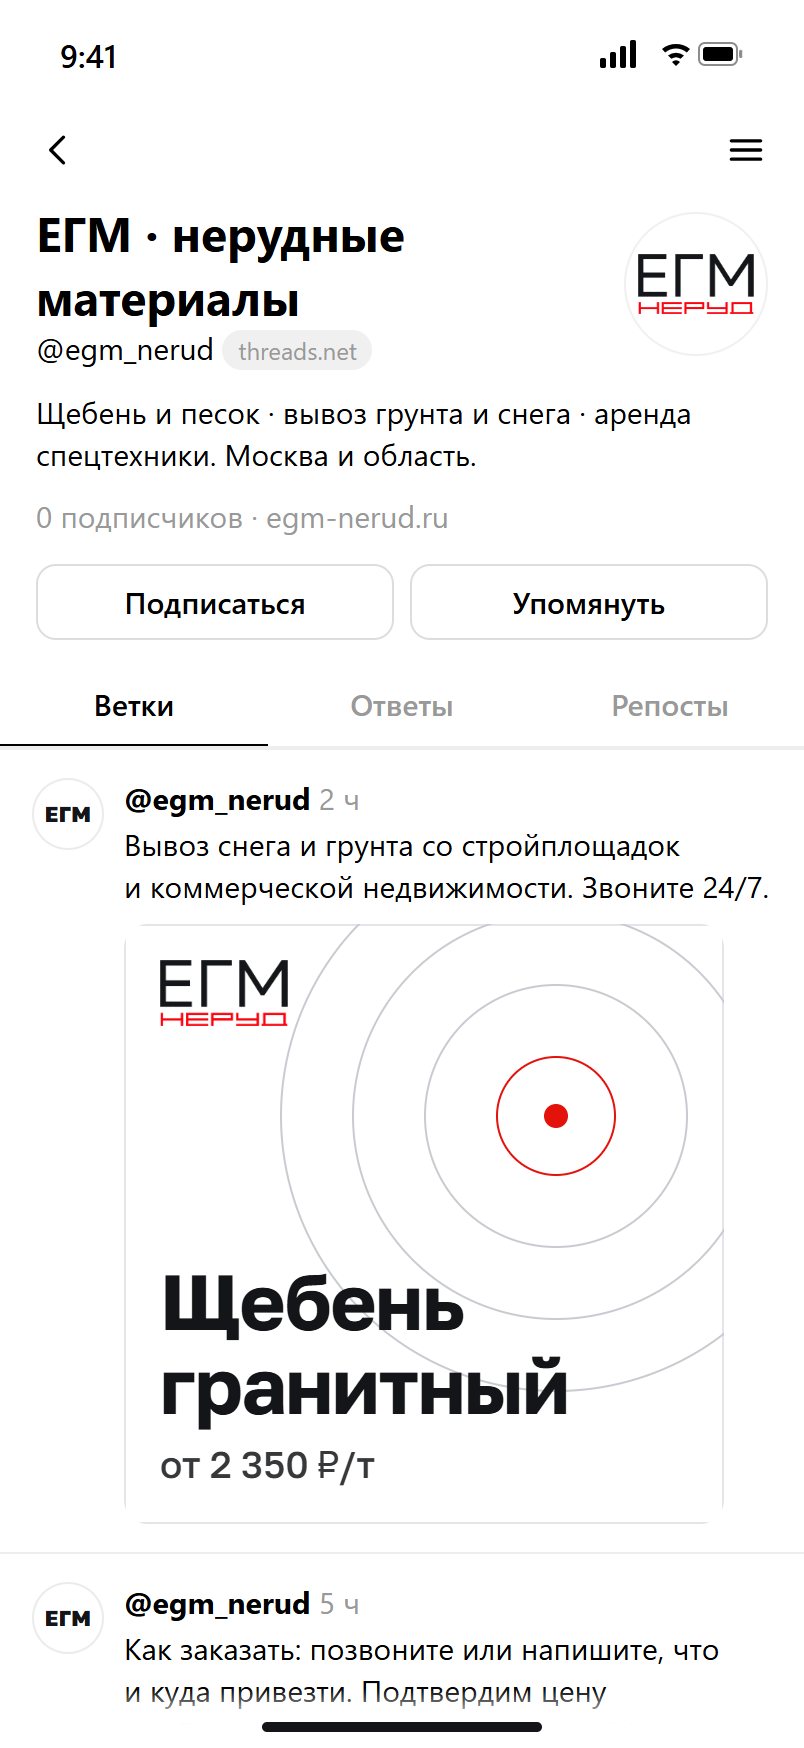 9:41
ЕГМ · нерудные
материалы
ЕГМ
НЕРУД
@egm_nerud threads.net
Щебень и песок · вывоз грунта и снега · аренда
спецтехники. Москва и область.
0 подписчиков · egm-nerud.ru
Подписаться Упомянуть
Ветки Ответы Репосты
ЕГМ
@egm_nerud 2 ч
Вывоз снега и грунта со стройплощадок
и коммерческой недвижимости. Звоните 24/7.
ЕГМ
НЕРУД
Щебень
гранитный
от 2 350 ₽/т
ЕГМ
@egm_nerud 5 ч
Как заказать: позвоните или напишите, что
и куда привезти. Подтвердим цену